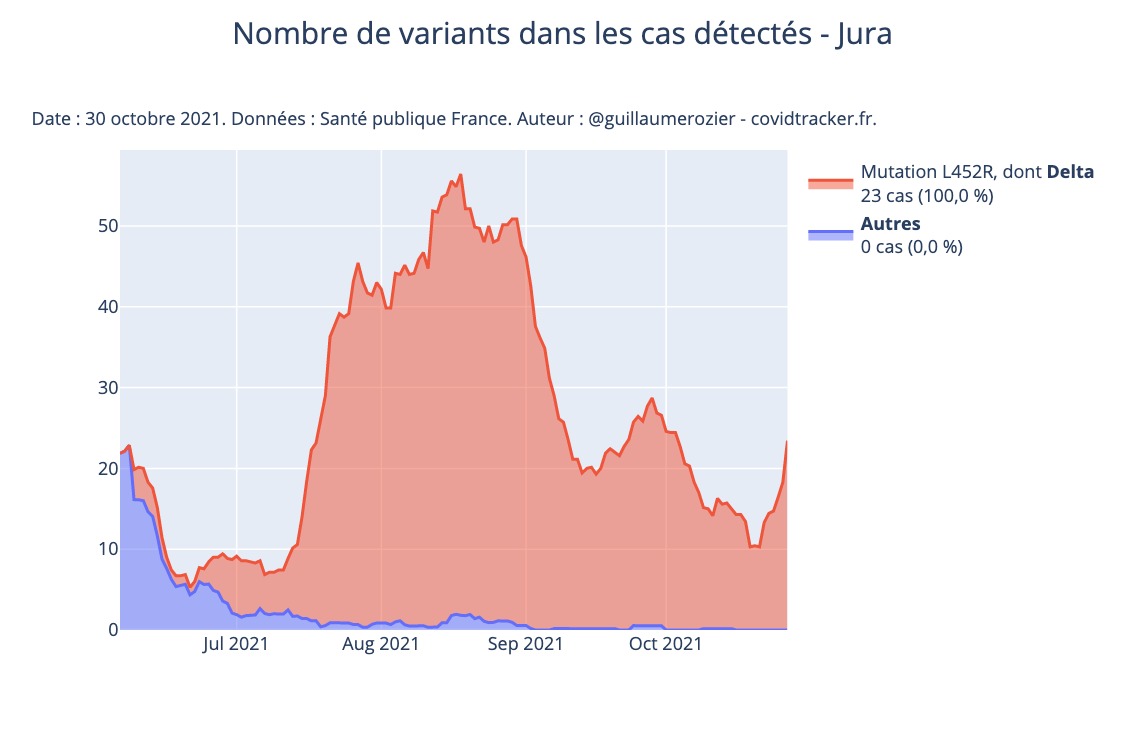 Nombre de variants dans les cas détectés - Jura
Date : 30 octobre 2021. Données : Santé publique France. Auteur : @guillaumerozier - covidtracker.fr.
Mutation L452R, dont Delta
23 cas (100,0 %)
Autres
0 cas (0,0 %)
50
40
30
20
10
0
Jul 2021
Aug 2021
Sep 2021
Oct 2021